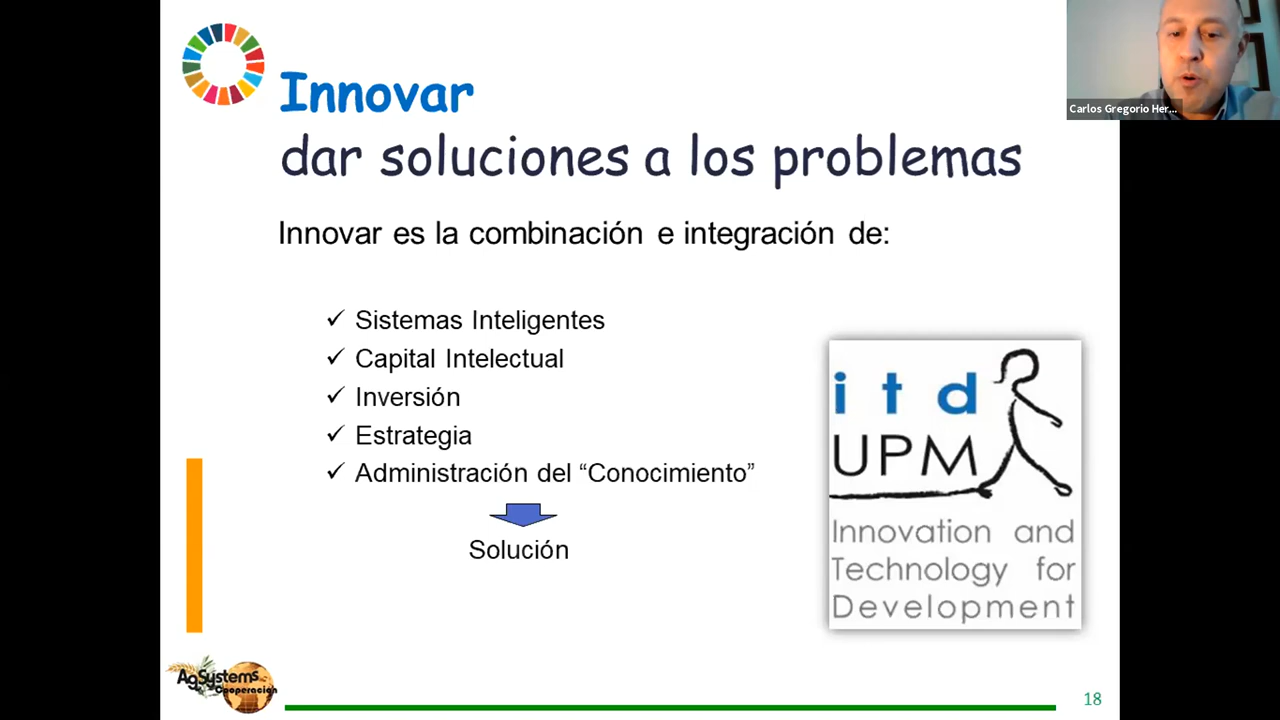 Innovar
dar soluciones a los problemas
Carlos Gregorio Her...
Innovar es la combinación e integración de:
✓ Sistemas Inteligentes
✓ Capital Intelectual
✓ Inversión
✓ Estrategia
✓ Administración del “Conocimiento”
Solución
itd
UPM
Innovation and
Technology for
Development
AgSystems
Cooperación
18